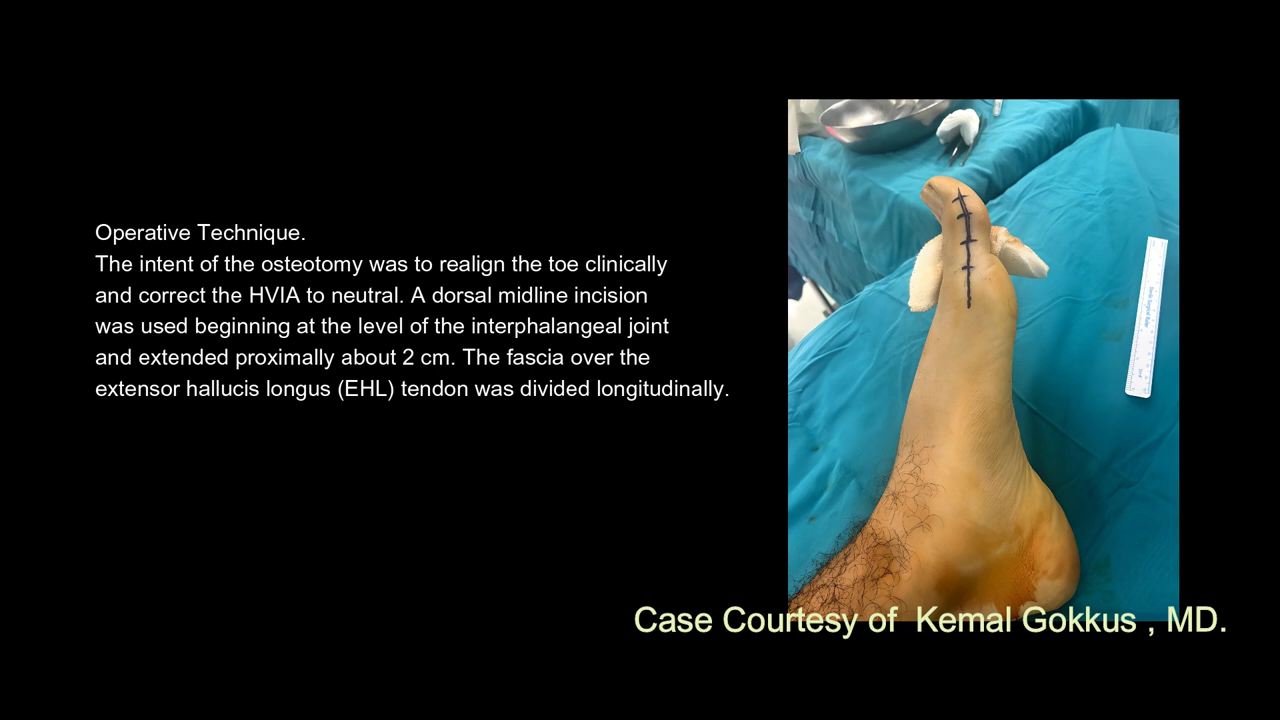 Operative Technique.
The intent of the osteotomy was to realign the toe clinically
and correct the HVIA to neutral. A dorsal midline incision
was used beginning at the level of the interphalangeal joint
and extended proximally about 2 cm. The fascia over the
extensor hallucis longus (EHL) tendon was divided longitudinally.
Case Courtesy of  Kemal Gokkus , MD.